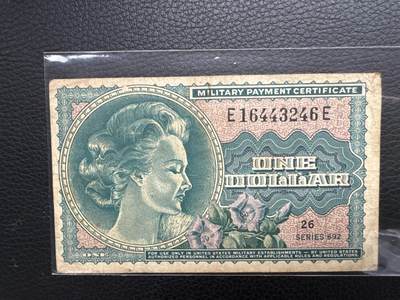 MILITARY PAYMENT CERTIFICATE
E16443246E
ONE
DOLLAR
26
SERIES 692
ONE
FOR USE ONLY IN UNITED STATES MILITARY ESTABLISHMENTS — BY UNITED STATES
AUTHORIZED PERSONNEL IN ACCORDANCE WITH APPLICABLE RULES AND REGULATIONS.